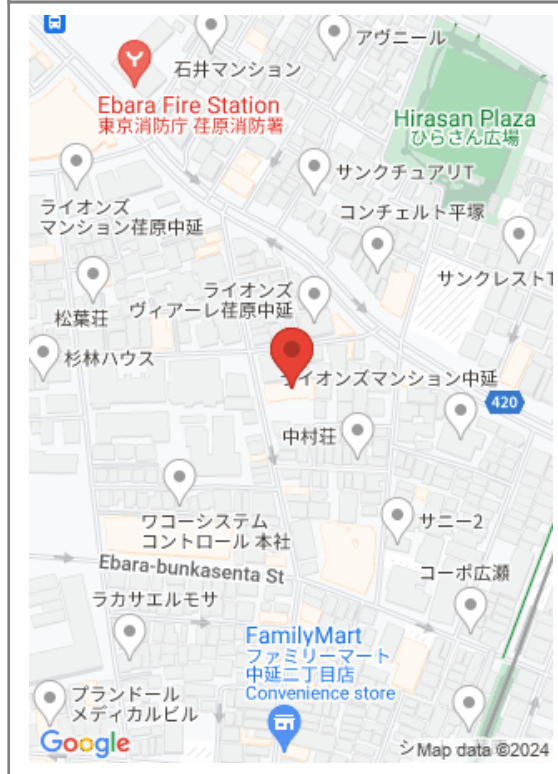 アヴニール
石井マンション
Ebara Fire Station
東京消防庁 荏原消防署
Hirasan Plaza
ひらさん広場
サンクチュアリT
ライオンズ
マンション荏原中延
コンチェルト平塚
サンクレストT
ライオンズ
ヴィアーレ荏原中延
松葉荘
杉林ハウス
イオンズマンション中延
420
中村荘
ワコーシステム
コントロール 本社
サニー2
Ebara-bunkasenta St
コーポ広瀬
ラカサエルモサ
FamilyMart
ファミリーマート
中延二丁目店
Convenience store
プランドール
メディカルビル
Google
シ
Map data ©2024